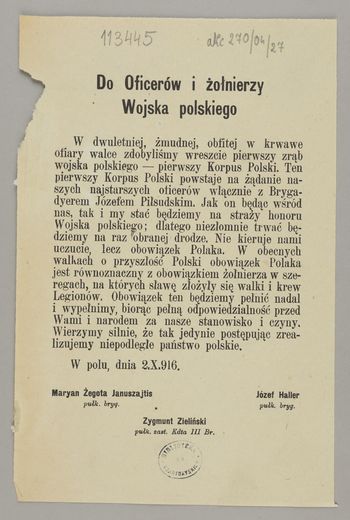 113445
akc 270/04/27
Do Oficerów i żołnierzy
Wojska polskiego
W dwuletniej, żmudnej, obfitej w krwawe
ofiary walce zdobyliśmy wreszcie pierwszy zrąb
wojska polskiego — pierwszy Korpus Polski. Ten
pierwszy Korpus Polski powstaje na żądanie na-
szych najstarszych oficerów włącznie z Bryga-
dyerem Józefem Piłsudskim. Jak on będąc wśród
nas, tak i my stać będziemy na straży honoru
Wojska polskiego; dlatego niezłomnie trwać bę-
dziemy na raz obranej drodze. Nie kieruje nami
uczucie, lecz obowiązek Polaka. W obecnych
walkach o przyszłość Polski obowiązek Polaka
jest równoznaczny z obowiązkiem żołnierza w sze-
regach, na których sławę złożyły się walki i krew
Legionów. Obowiązek ten będziemy pełnić nadal
i wypełnimy, biorąc pełną odpowiedzialność przed
Wami i narodem za nasze stanowisko i czyny.
Wierzymy silnie, że tak jedynie postępując zrea-
lizujemy niepodległe państwo polskie.
W polu, dnia 2.X.916.
Maryan Żegota Januszajtis
pułk. bryg.
Józef Haller
pułk. bryg.
Zygmunt Zieliński
pułk. zast. Kdta III Br.
BIBLIOTEKA